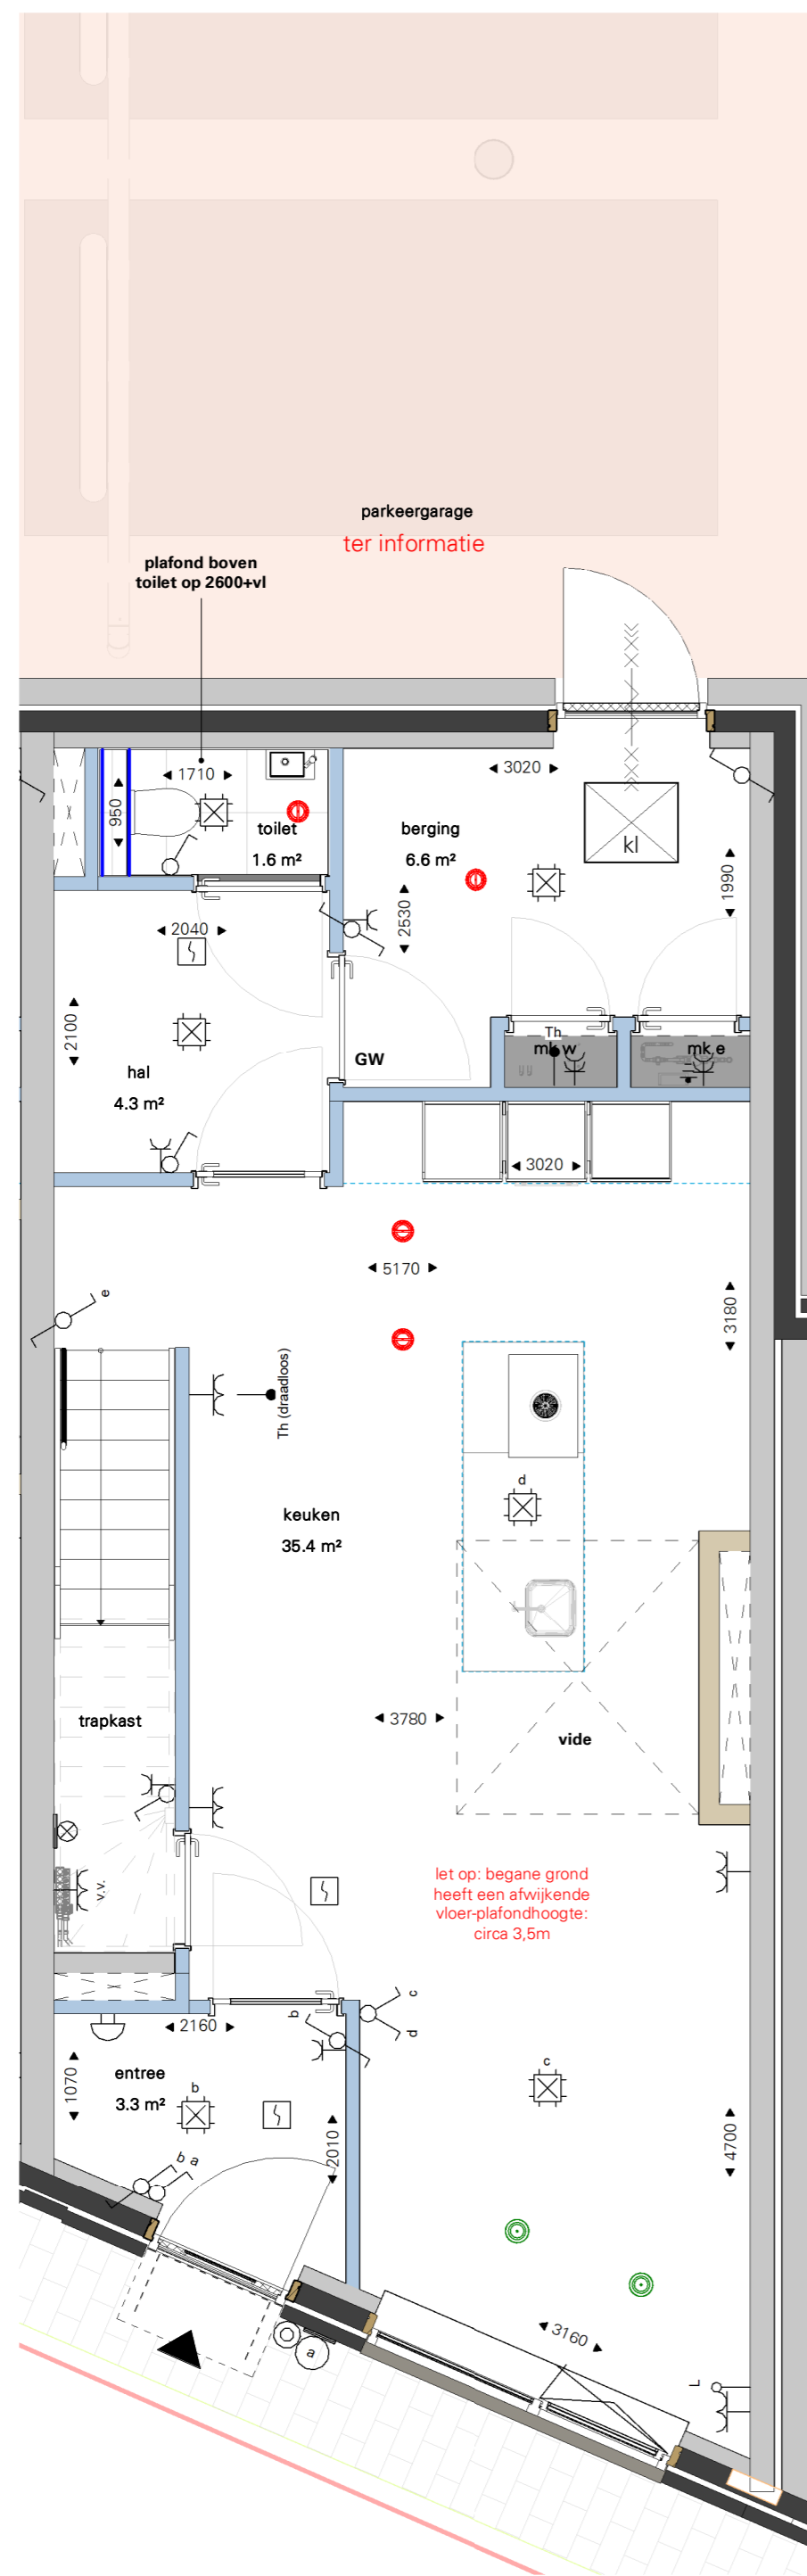 parkeergarage
ter informatie
plafond boven
toilet op 2600+vl
1710
950
toilet
1.6 m²
3020
berging
6.6 m²
kl
1990
2530
2040
2100
hal
4.3 m²
GW
Th
mk w
mk e
3020
5170
3180
e
Th (draadloos)
d
keuken
35.4 m²
trapkast
3780
vide
v.v.
let op: begane grond
heeft een afwijkende
vloer-plafondhoogte:
circa 3,5m
c
b
d
2160
entree
3.3 m²
1070
b
c
2010
4700
b a
3160
a
L